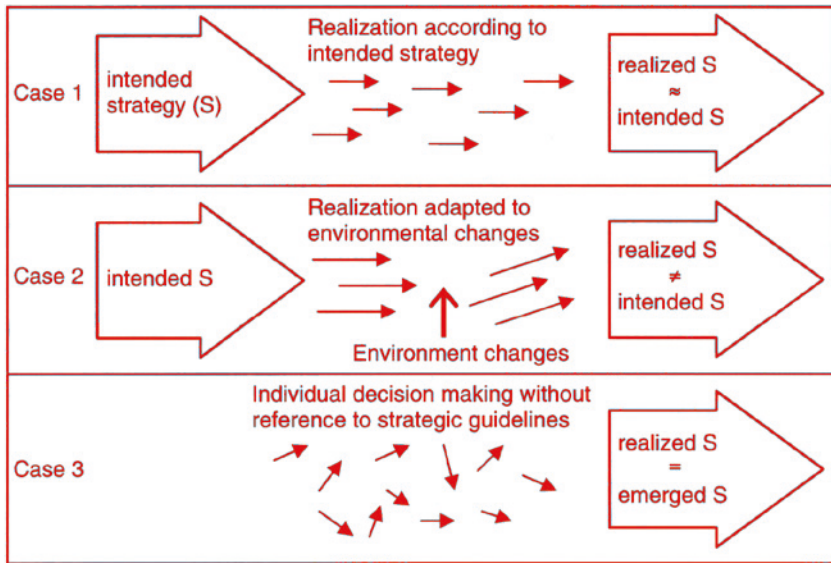 Case 1
intended
strategy (S)
Realization according to
intended strategy
realized S
≈
intended S
Case 2
intended S
Realization adapted to
environmental changes
Environment changes
realized S
≠
intended S
Case 3
Individual decision making without
reference to strategic guidelines
realized S
=
emerged S